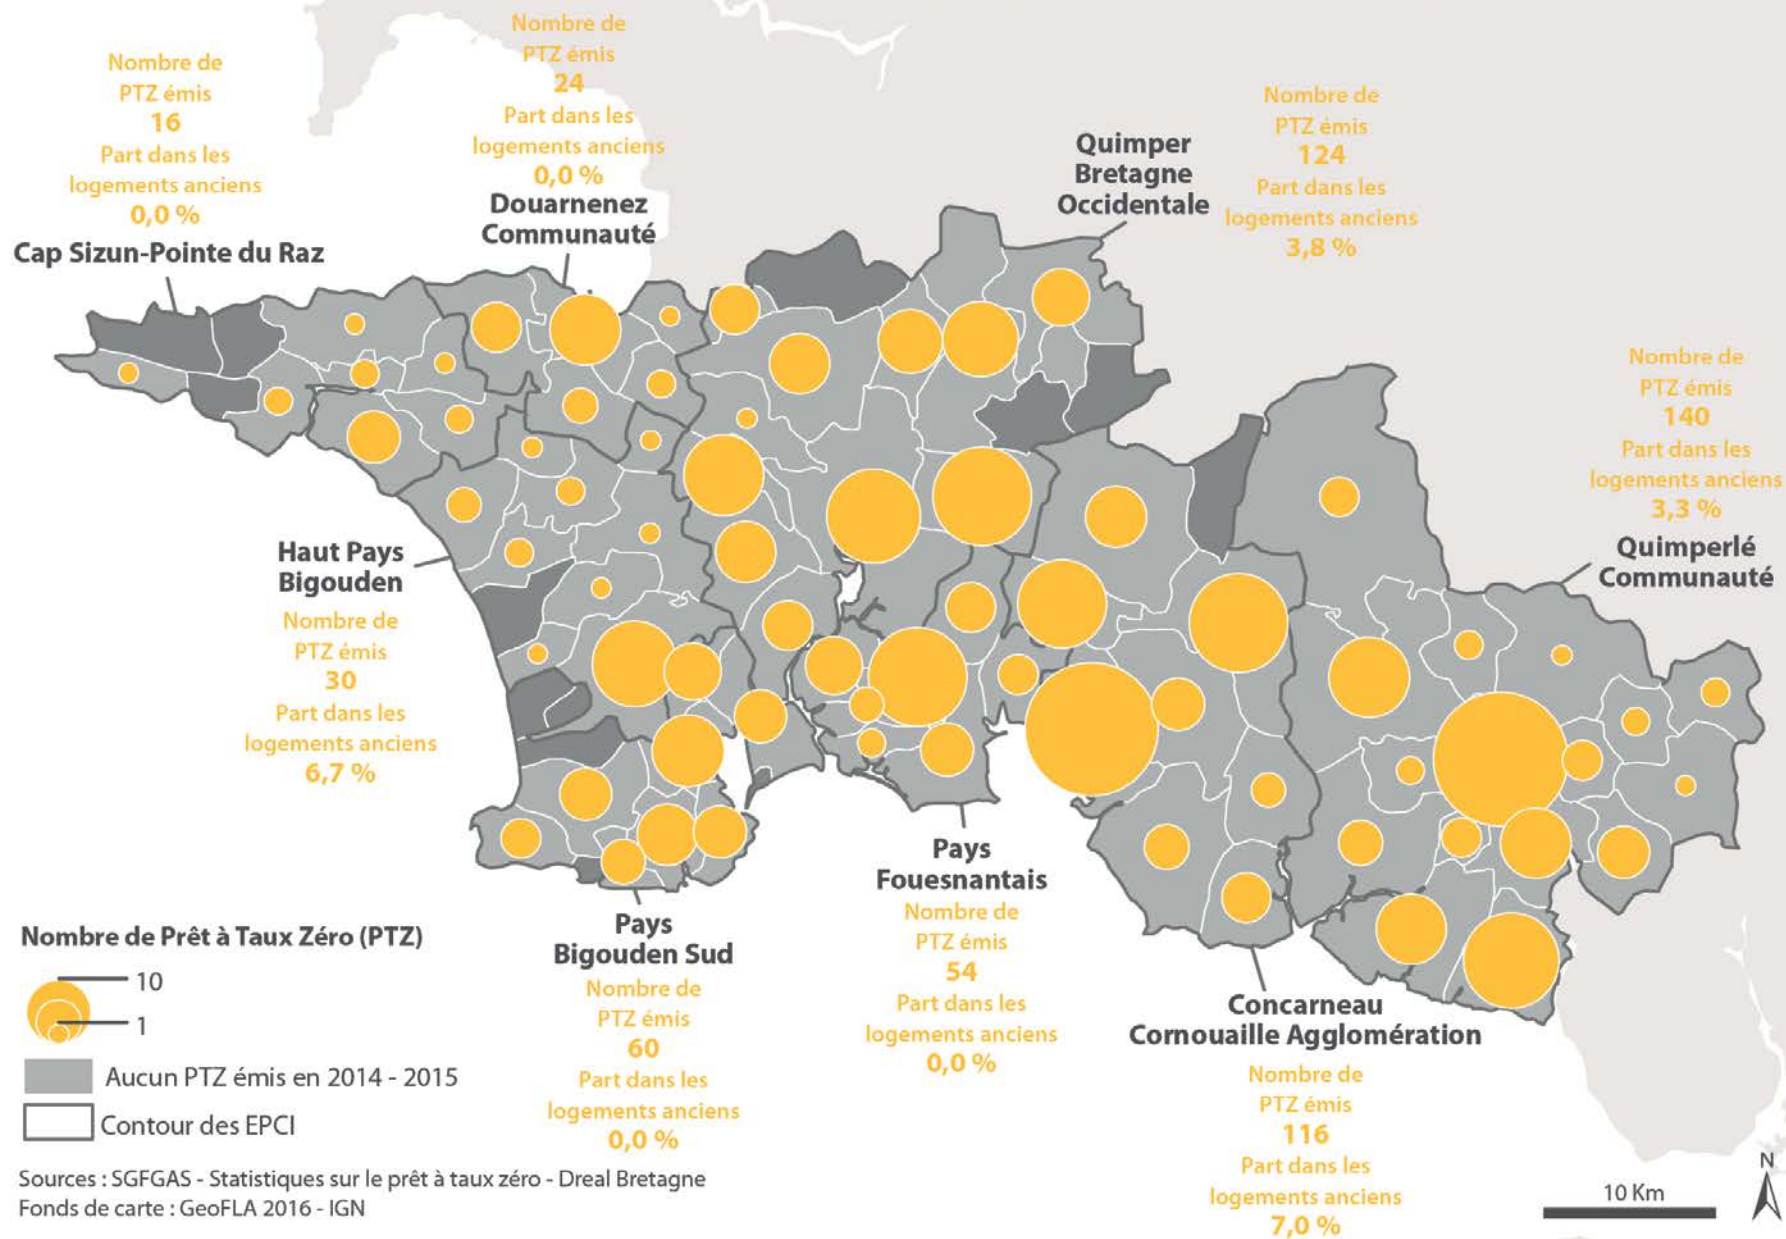 Nombre de
PTZ émis
16
Part dans les
logements anciens
0,0 %
Cap Sizun-Pointe du Raz
Nombre de
PTZ émis
24
Part dans les
logements anciens
0,0 %
Douarnenez
Communauté
Quimper
Bretagne
Occidentale
Nombre de
PTZ émis
124
Part dans les
logements anciens
3,8 %
Nombre de
PTZ émis
140
Part dans les
logements anciens
3,3 %
Quimperlé
Communauté
Haut Pays
Bigouden
Nombre de
PTZ émis
30
Part dans les
logements anciens
6,7 %
Pays
Bigouden Sud
Nombre de
PTZ émis
60
Part dans les
logements anciens
0,0 %
Pays
Fouesnantais
Nombre de
PTZ émis
54
Part dans les
logements anciens
0,0 %
Concarneau
Cornouaille Agglomération
Nombre de
PTZ émis
116
Part dans les
logements anciens
7,0 %
Nombre de Prêt à Taux Zéro (PTZ)
10
1
Aucun PTZ émis en 2014 - 2015
Contour des EPCI
Sources : SGFGAS - Statistiques sur le prêt à taux zéro - Dreal Bretagne
Fonds de carte : GeoFLA 2016 - IGN
10 Km
N